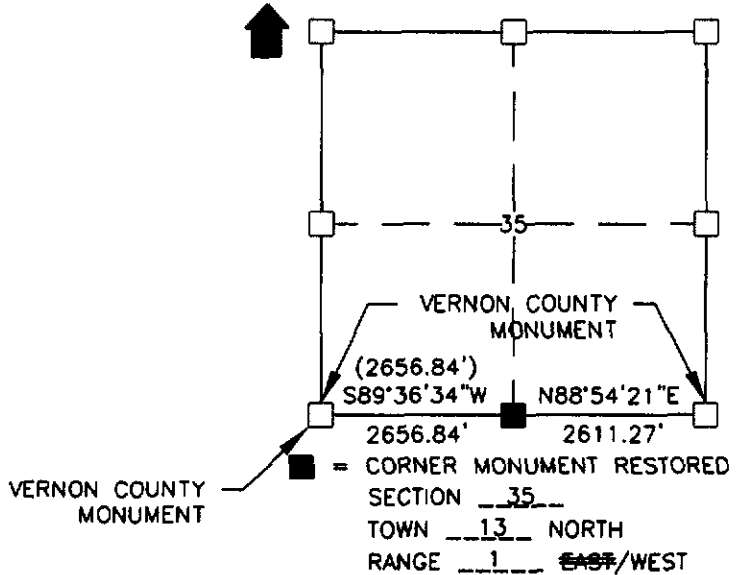 35
VERNON COUNTY
MONUMENT
(2656.84')
S89°36'34"W N88°54'21"E
2656.84' 2611.27'
= CORNER MONUMENT RESTORED
VERNON COUNTY
MONUMENT
SECTION 35
TOWN 13 NORTH
RANGE 1 EAST/WEST